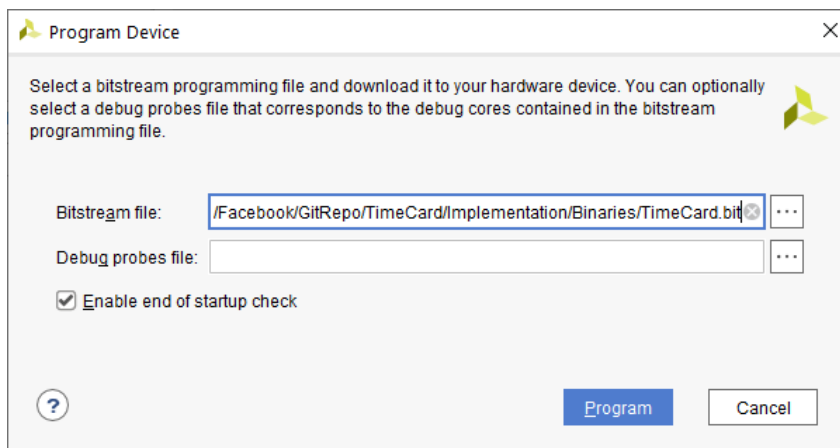 Program Device
Select a bitstream programming file and download it to your hardware device. You can optionally
select a debug probes file that corresponds to the debug cores contained in the bitstream
programming file.
Bitstream file: /Facebook/GitRepo/TimeCard/Implementation/Binaries/TimeCard.bit ...
Debug probes file: ...
Enable end of startup check
? Program Cancel